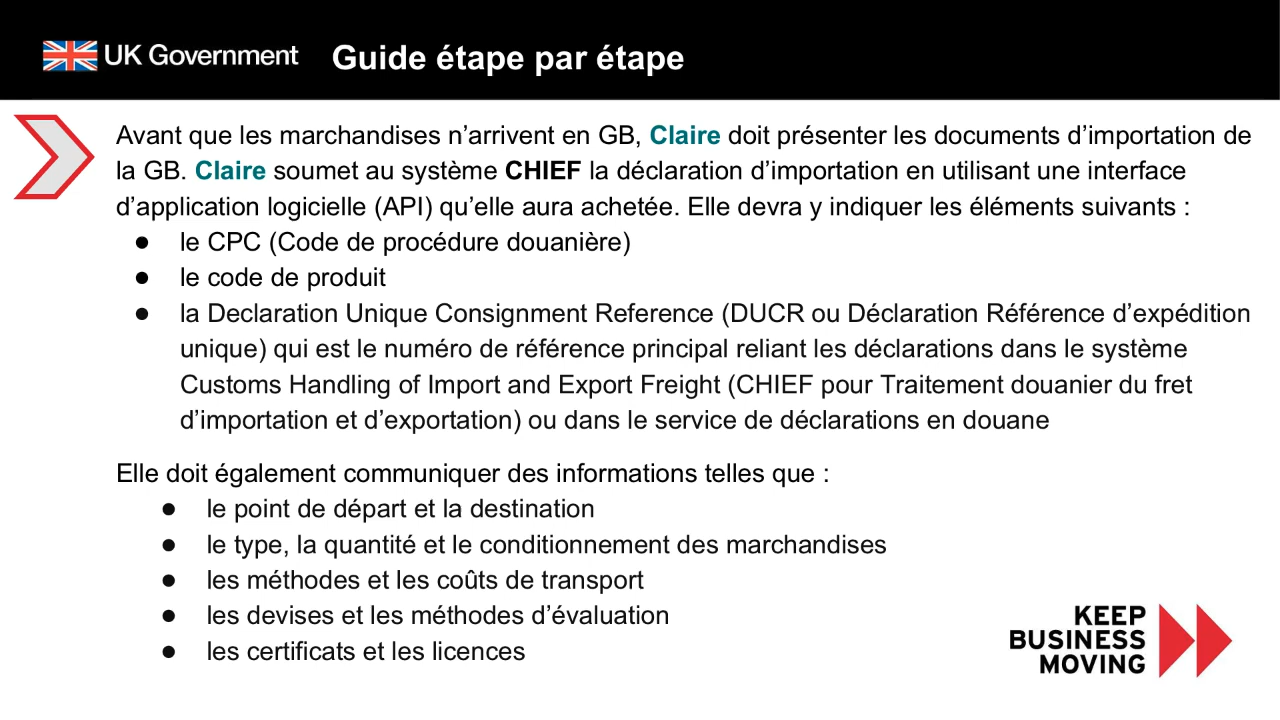 UK Government
Guide étape par étape
Avant que les marchandises n’arrivent en GB, Claire doit présenter les documents d’importation de
la GB. Claire soumet au système CHIEF la déclaration d’importation en utilisant une interface
d’application logicielle (API) qu’elle aura achetée. Elle devra y indiquer les éléments suivants :
● le CPC (Code de procédure douanière)
● le code de produit
● la Declaration Unique Consignment Reference (DUCR ou Déclaration Référence d’expédition
unique) qui est le numéro de référence principal reliant les déclarations dans le système
Customs Handling of Import and Export Freight (CHIEF pour Traitement douanier du fret
d’importation et d’exportation) ou dans le service de déclarations en douane
Elle doit également communiquer des informations telles que :
● le point de départ et la destination
● le type, la quantité et le conditionnement des marchandises
● les méthodes et les coûts de transport
● les devises et les méthodes d’évaluation
● les certificats et les licences
KEEP
BUSINESS
MOVING